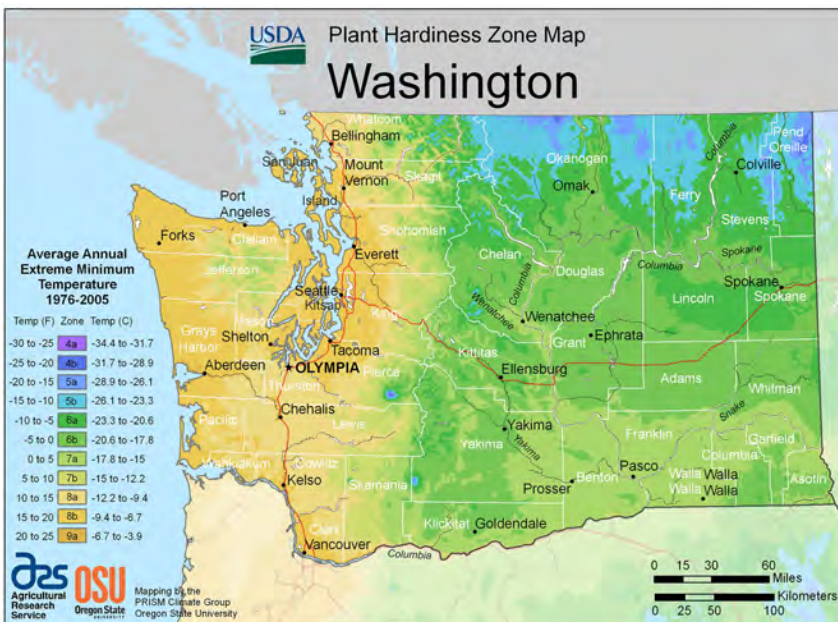 USDA
Plant Hardiness Zone Map
Washington
Whatcom
Bellingham
San Juan
Mount
Vernon
Skagit
Island
Okanogan
Omak
Ferry
Columbia
Pend
Oreille
Colville
Stevens
Port
Angeles
Forks
Clallam
Jefferson
Snohomish
Everett
Chelan
Douglas
Columbia
Spokane
Seattle
Kitsap
King
Wenatchee
Columbia
Wenatchee
Lincoln
Spokane
Spokane
Grays
Harbor
Mason
Shelton
Tacoma
Kittitas
Grant
Ephrata
Aberdeen
OLYMPIA
Thurston
Pierce
Ellensburg
Adams
Whitman
Pacific
Chehalis
Lewis
Yakima
Yakima
Yakima
Snake
Franklin
Garfield
Columbia
Wahkiakum
Cowlitz
Kelso
Skamania
Prosser
Benton
Pasco
Walla Walla
Walla Walla
Asotin
Clark
Vancouver
Klickitat
Goldendale
Columbia
Average Annual
Extreme Minimum
Temperature
1976-2005
Temp (F) Zone Temp (C)
-30 to -25 4a -34.4 to -31.7
-25 to -20 4b -31.7 to -28.9
-20 to -15 5a -28.9 to -26.1
-15 to -10 5b -26.1 to -23.3
-10 to -5 6a -23.3 to -20.6
-5 to 0 6b -20.6 to -17.8
0 to 5 7a -17.8 to -15
5 to 10 7b -15 to -12.2
10 to 15 8a -12.2 to -9.4
15 to 20 8b -9.4 to -6.7
20 to 25 9a -6.7 to -3.9
ars
Agricultural
Research
Service
OSU
Oregon State
UNIVERSITY
Mapping by the
PRISM Climate Group
Oregon State University
0 15 30 60
Miles
Kilometers
0 25 50 100